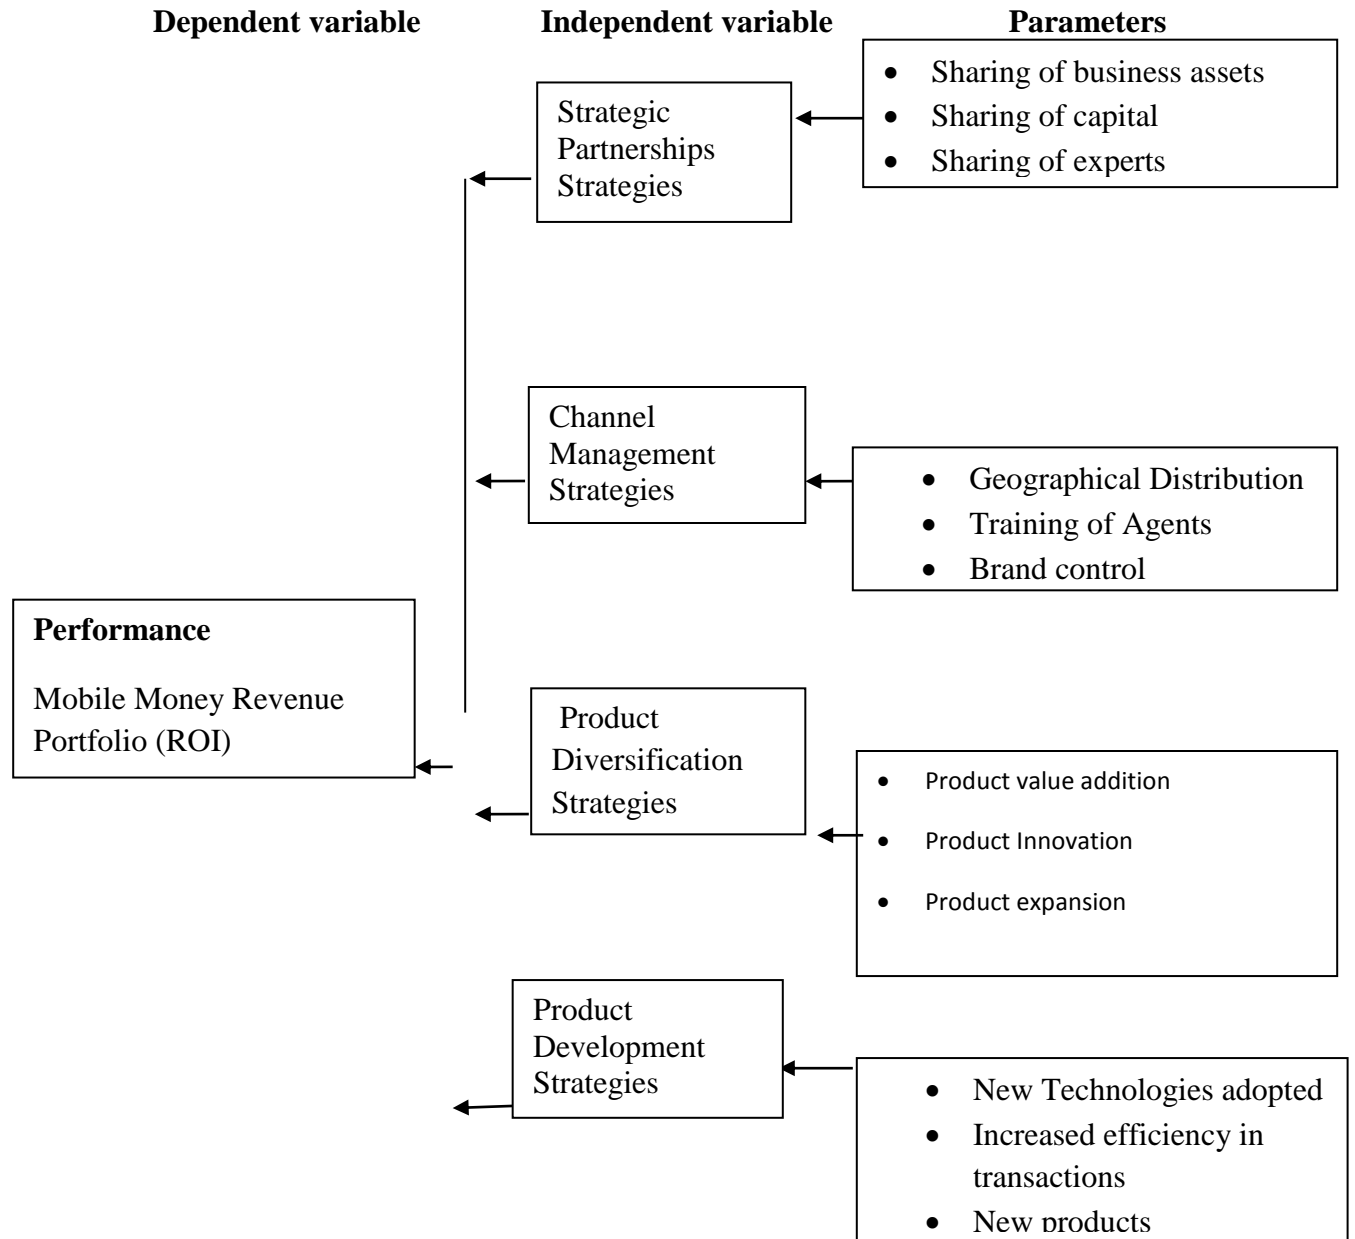 Dependent variable Independent variable Parameters
• Sharing of business assets
• Sharing of capital
• Sharing of experts
Strategic
Partnerships
Strategies
Channel
Management
Strategies
• Geographical Distribution
• Training of Agents
• Brand control
Performance
Mobile Money Revenue
Portfolio (ROI)
Product
Diversification
Strategies
• Product value addition
• Product Innovation
• Product expansion
Product
Development
Strategies
• New Technologies adopted
• Increased efficiency in
transactions
• New products